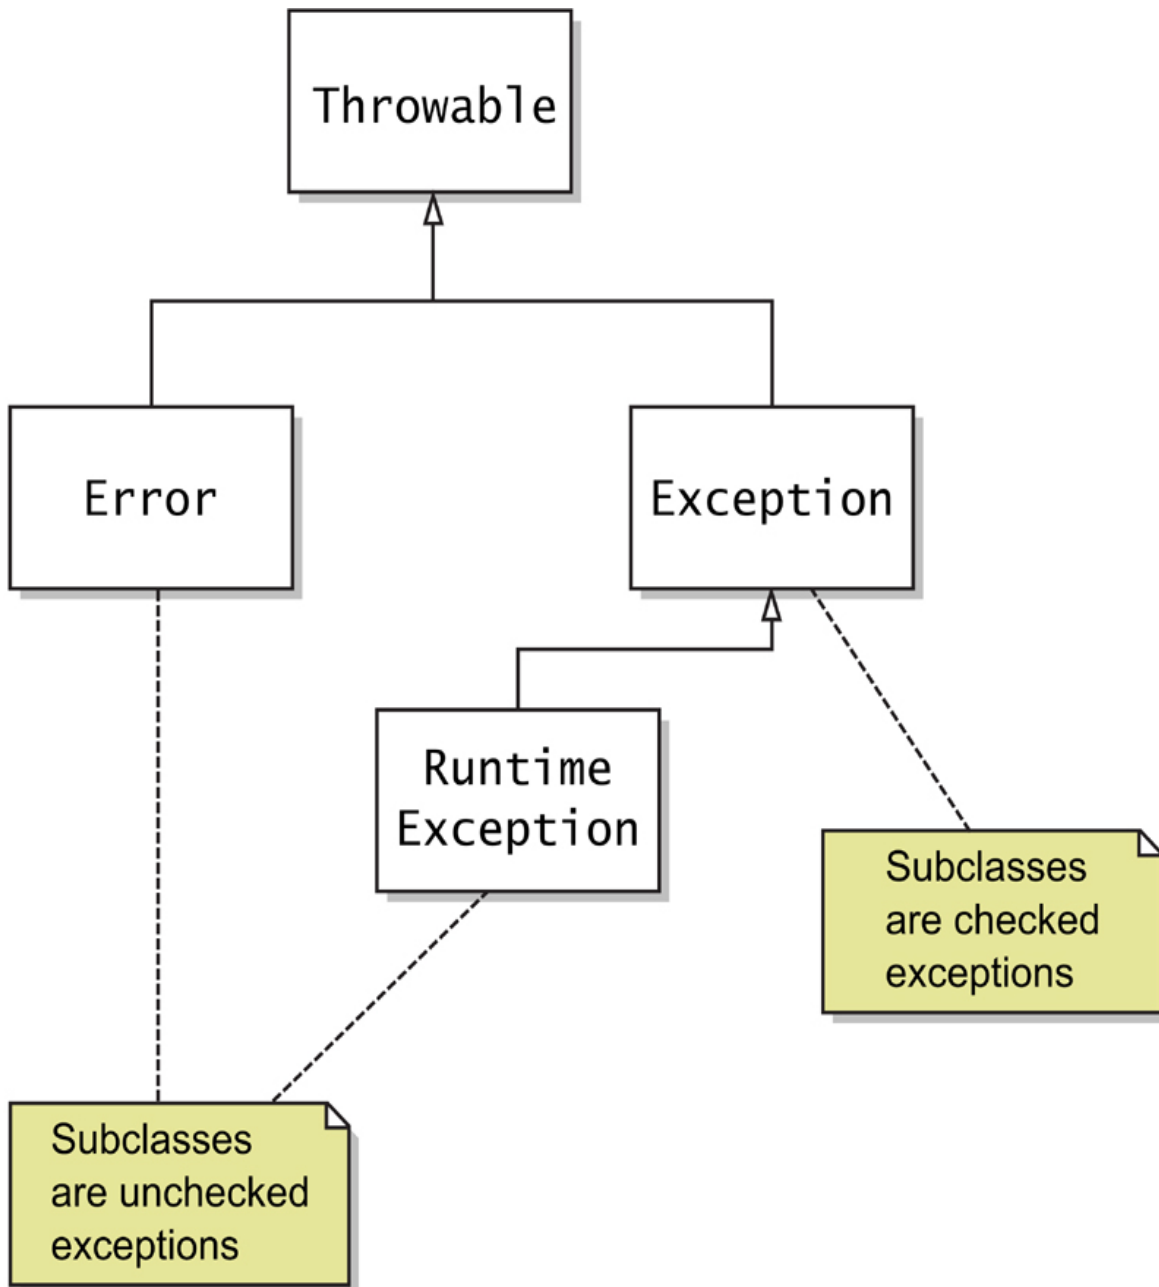 Throwable
Error
Exception
Runtime
Exception
Subclasses
are checked
exceptions
Subclasses
are unchecked
exceptions